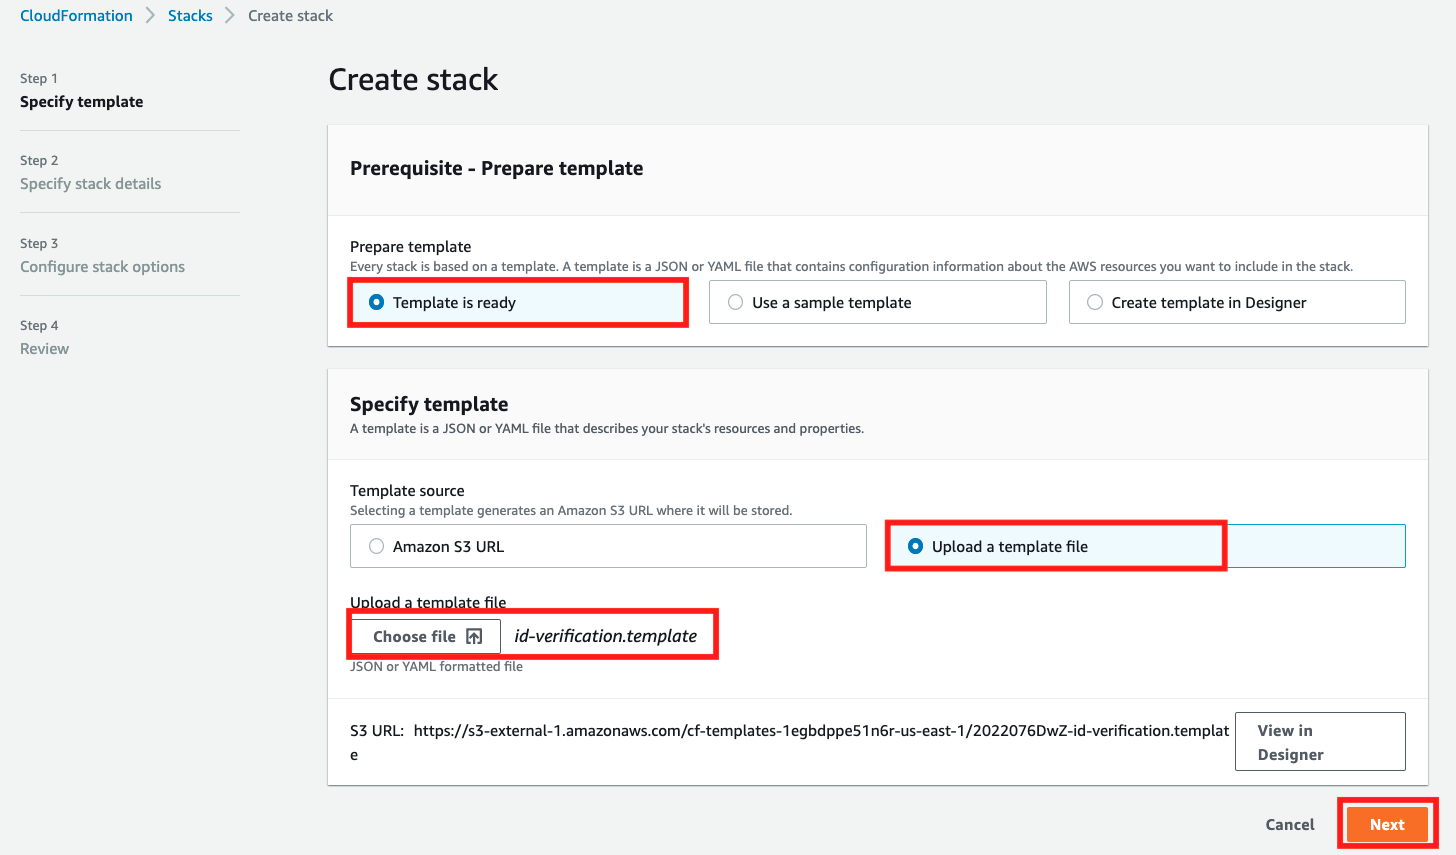 CloudFormation > Stacks > Create stack
Step 1
Specify template
Step 2
Specify stack details
Step 3
Configure stack options
Step 4
Review
Create stack
Prerequisite - Prepare template
Prepare template
Every stack is based on a template. A template is a JSON or YAML file that contains configuration information about the AWS resources you want to include in the stack.
Template is ready
Use a sample template
Create template in Designer
Specify template
A template is a JSON or YAML file that describes your stack's resources and properties.
Template source
Selecting a template generates an Amazon S3 URL where it will be stored.
Amazon S3 URL
Upload a template file
Upload a template file
Choose file id-verification.template
JSON or YAML formatted file
S3 URL: https://s3-external-1.amazonaws.com/cf-templates-1egbdppe51n6r-us-east-1/2022076DwZ-id-verification.templat
e
View in
Designer
Cancel
Next